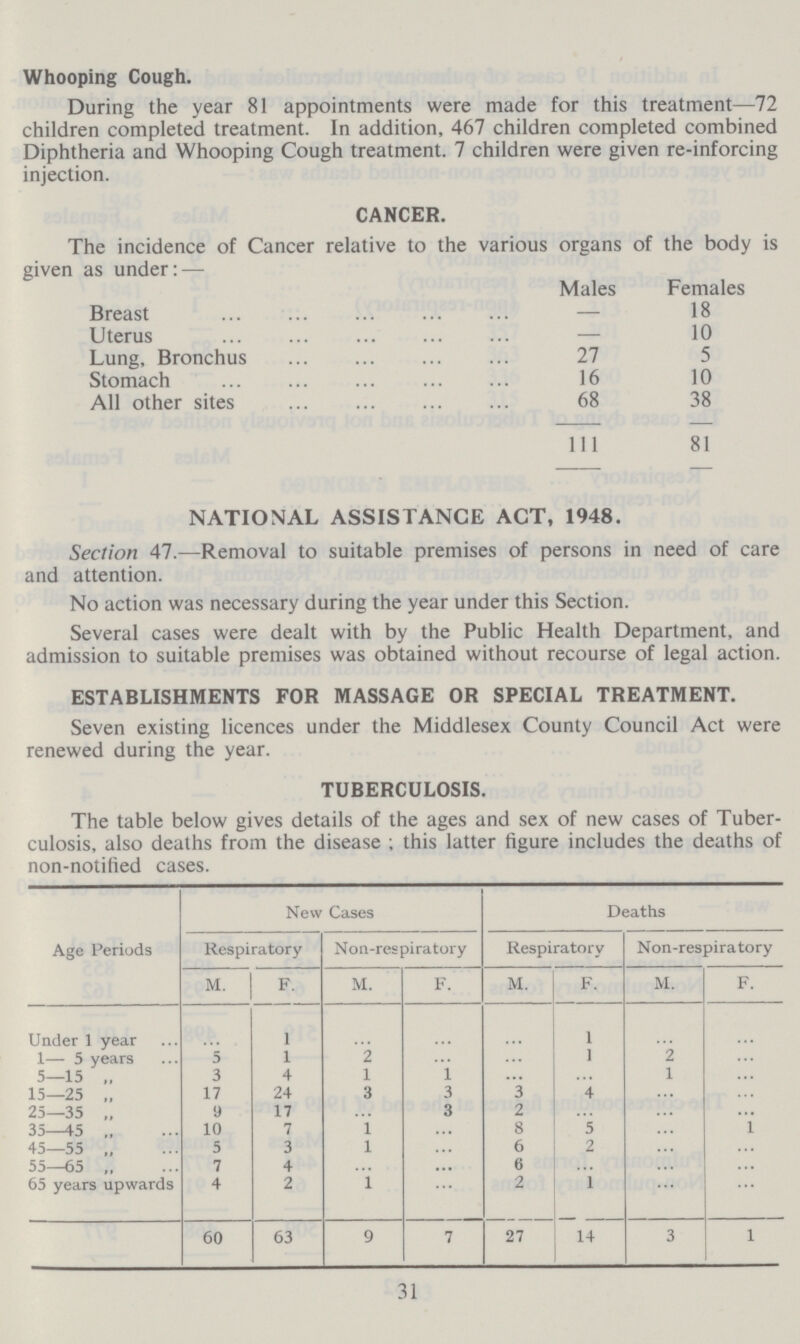 Whooping Cough.
During the year 81 appointments were made for this treatment—72
children completed treatment. In addition, 467 children completed combined
Diphtheria and Whooping Cough treatment. 7 children were given re-inforcing
injection.
CANCER.
The incidence of Cancer relative to the various organs of the body is
given as under: —
Males Females
Breast ... ... ... ... ... — 18
Uterus ... ... ... ... ... — 10
Lung, Bronchus ... ... ... ... 27 5
Stomach ... ... ... ... ... 16 10
All other sites ... ... ... ... 68 38
111 81
NATIONAL ASSISTANCE ACT, 1948.
Section 47.—Removal to suitable premises of persons in need of care
and attention.
No action was necessary during the year under this Section.
Several cases were dealt with by the Public Health Department, and
admission to suitable premises was obtained without recourse of legal action.
ESTABLISHMENTS FOR MASSAGE OR SPECIAL TREATMENT.
Seven existing licences under the Middlesex County Council Act were
renewed during the year.
TUBERCULOSIS.
The table below gives details of the ages and sex of new cases of Tuber-
culosis, also deaths from the disease ; this latter figure includes the deaths of
non-notified cases.
Age Periods New Cases Deaths
Respiratory Non-respiratory Respiratory Non-respiratory
M. F. M. F. M. F. M. F.
Under 1 year ... ... 1 ... ... ... 1 ... ...
1— 5 years ... 5 1 2 ... ... 1 2 ...
5—15 „ 3 4 1 1 ... ... 1 ...
15—25 „ 17 24 3 3 3 4 ... ...
25—35 „ 9 17 ... 3 2 ... ... ...
35—45 „ ... 10 7 1 ... 8 5 ... 1
45—55 „ ... 5 3 1 ... 6 2 ... ...
55—65 „ ... 7 4 ... ... 6 ... ... ...
65 years upwards 4 2 1 ... 2 1 ... ...
60 63 9 7 27 14 3 1
31